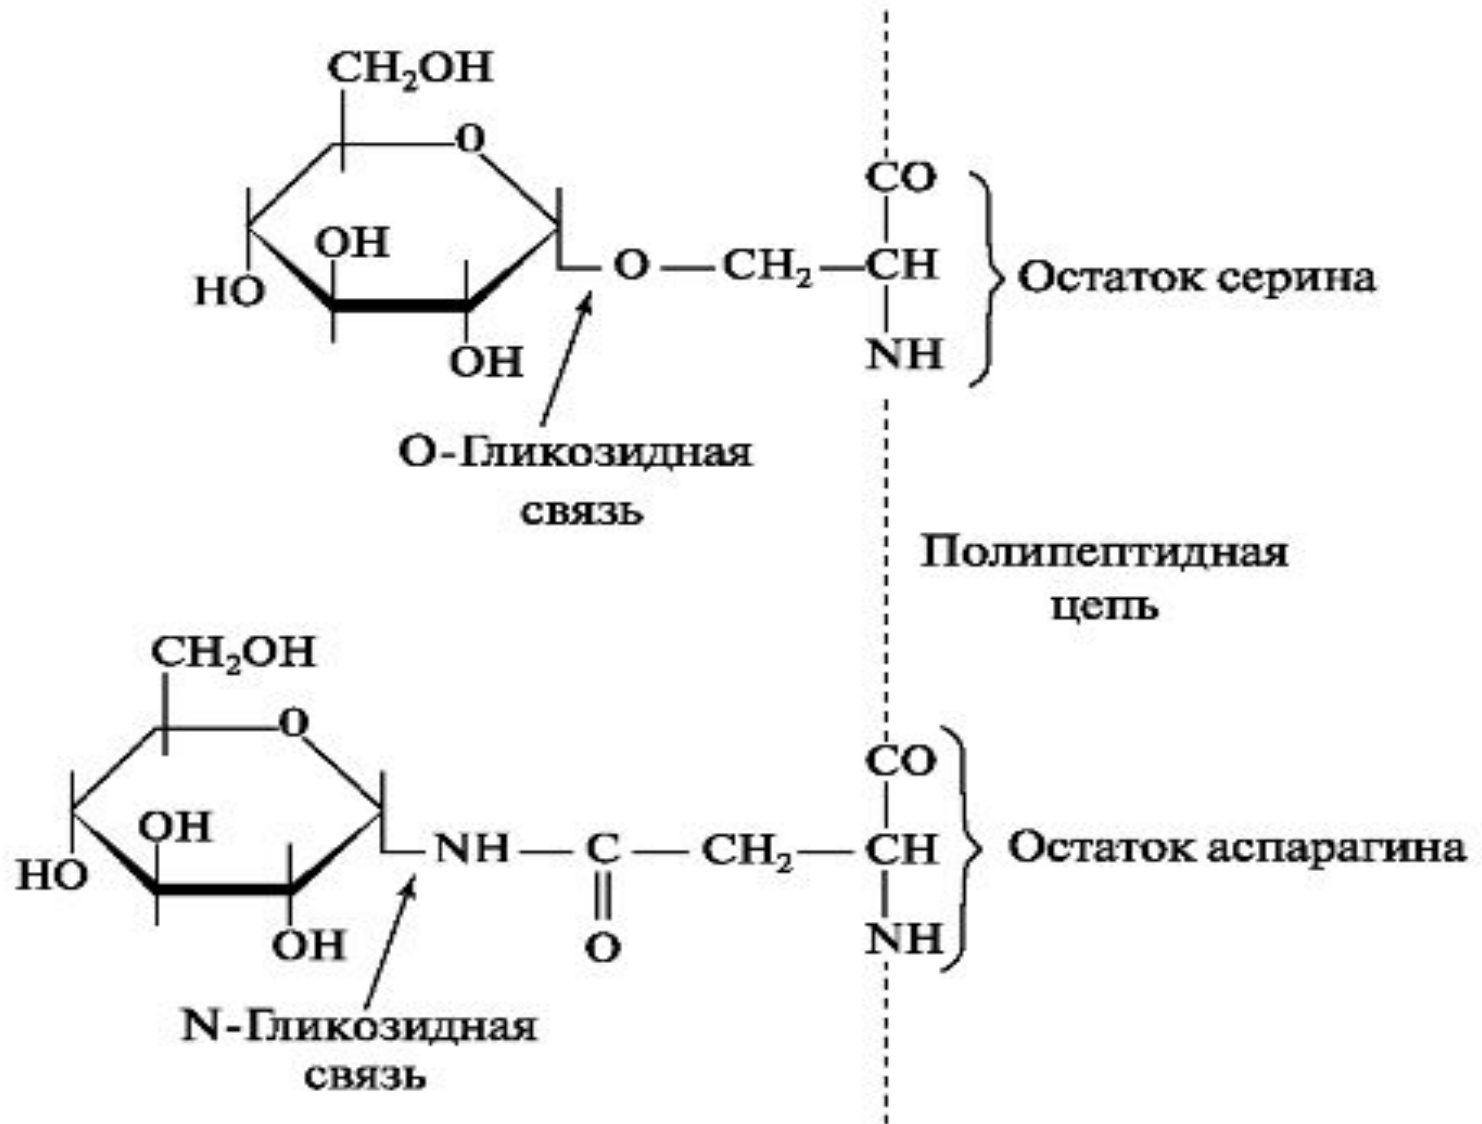 CH₂OH
O
CO
OH
HO
O
CH₂
CH
Остаток серина
OH
NH
О-Гликозидная
связь
Полипептидная
цепь
CH₂OH
O
CO
OH
HO
NH
C
CH₂
CH
Остаток аспарагина
OH
O
NH
N-Гликозидная
связь